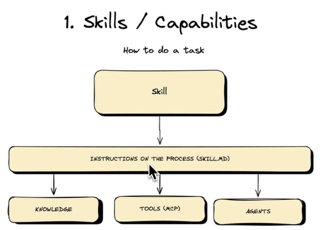 1. Skills / Capabilities
How to do a task
Skill
INSTRUCTIONS ON THE PROCESS (SKILL.MD)
KNOWLEDGE
TOOLS (MCP)
AGENTS